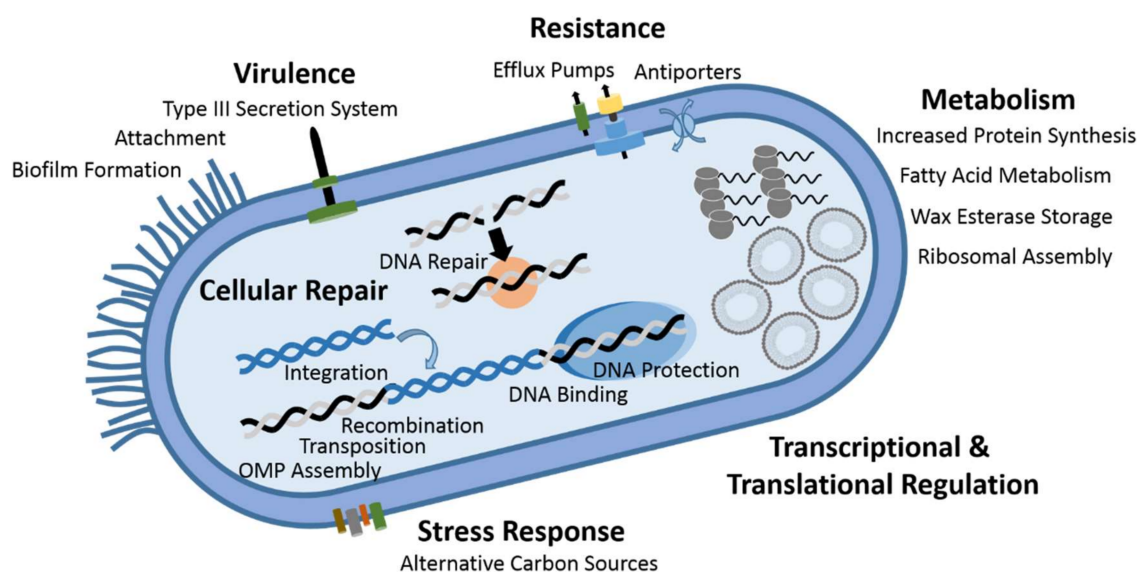 Resistance
Efflux Pumps
Antiporters
Virulence
Type III Secretion System
Attachment
Biofilm Formation
Metabolism
Increased Protein Synthesis
Fatty Acid Metabolism
Wax Esterase Storage
Ribosomal Assembly
DNA Repair
Cellular Repair
Integration
DNA Protection
DNA Binding
Recombination
Transposition
OMP Assembly
Transcriptional &
Translational Regulation
Stress Response
Alternative Carbon Sources